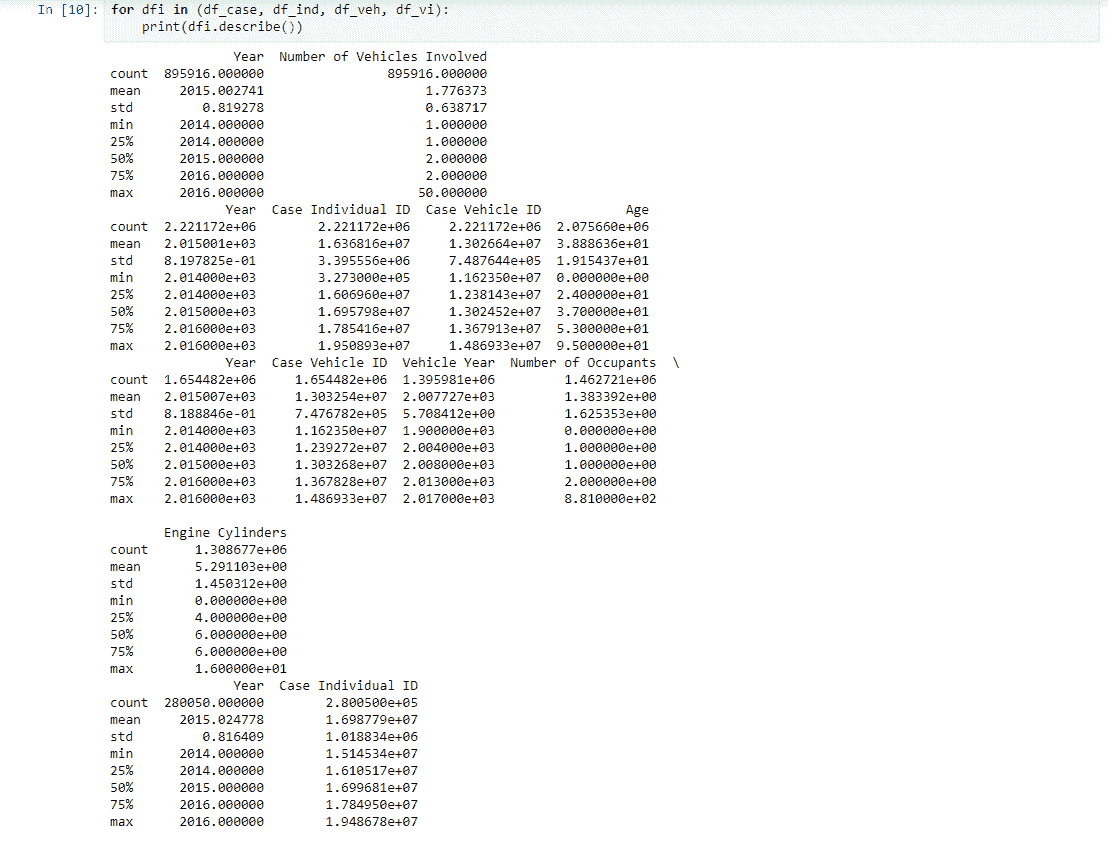 In [10]: for dfi in (df_case, df_ind, df_veh, df_vi):
print(dfi.describe())
Year Number of Vehicles Involved
count 895916.000000 895916.000000
mean 2015.002741 1.776373
std 0.819278 0.638717
min 2014.000000 1.000000
25% 2014.000000 1.000000
50% 2015.000000 2.000000
75% 2016.000000 2.000000
max 2016.000000 50.000000
Year Case Individual ID Case Vehicle ID Age
count 2.221172e+06 2.221172e+06 2.221172e+06 2.075660e+06
mean 2.015001e+03 1.636816e+07 1.302664e+07 3.888636e+01
std 8.197825e-01 3.395556e+06 7.487644e+05 1.915437e+01
min 2.014000e+03 3.273000e+05 1.162350e+07 0.000000e+00
25% 2.014000e+03 1.606960e+07 1.238143e+07 2.400000e+01
50% 2.015000e+03 1.695798e+07 1.302452e+07 3.700000e+01
75% 2.016000e+03 1.785416e+07 1.367913e+07 5.300000e+01
max 2.016000e+03 1.950893e+07 1.486933e+07 9.500000e+01
Year Case Vehicle ID Vehicle Year Number of Occupants \
count 1.654482e+06 1.654482e+06 1.395981e+06 1.462721e+06
mean 2.015007e+03 1.303254e+07 2.007727e+03 1.383392e+00
std 8.188846e-01 7.476782e+05 5.708412e+00 1.625353e+00
min 2.014000e+03 1.162350e+07 1.900000e+03 0.000000e+00
25% 2.014000e+03 1.239272e+07 2.004000e+03 1.000000e+00
50% 2.015000e+03 1.303268e+07 2.008000e+03 1.000000e+00
75% 2.016000e+03 1.367828e+07 2.013000e+03 2.000000e+00
max 2.016000e+03 1.486933e+07 2.017000e+03 8.810000e+02
Engine Cylinders
count 1.308677e+06
mean 5.291103e+00
std 1.450312e+00
min 0.000000e+00
25% 4.000000e+00
50% 6.000000e+00
75% 6.000000e+00
max 1.600000e+01
Year Case Individual ID
count 280050.000000 2.800500e+05
mean 2015.024778 1.698779e+07
std 0.816409 1.018834e+06
min 2014.000000 1.514534e+07
25% 2014.000000 1.610517e+07
50% 2015.000000 1.699681e+07
75% 2016.000000 1.784950e+07
max 2016.000000 1.948678e+07